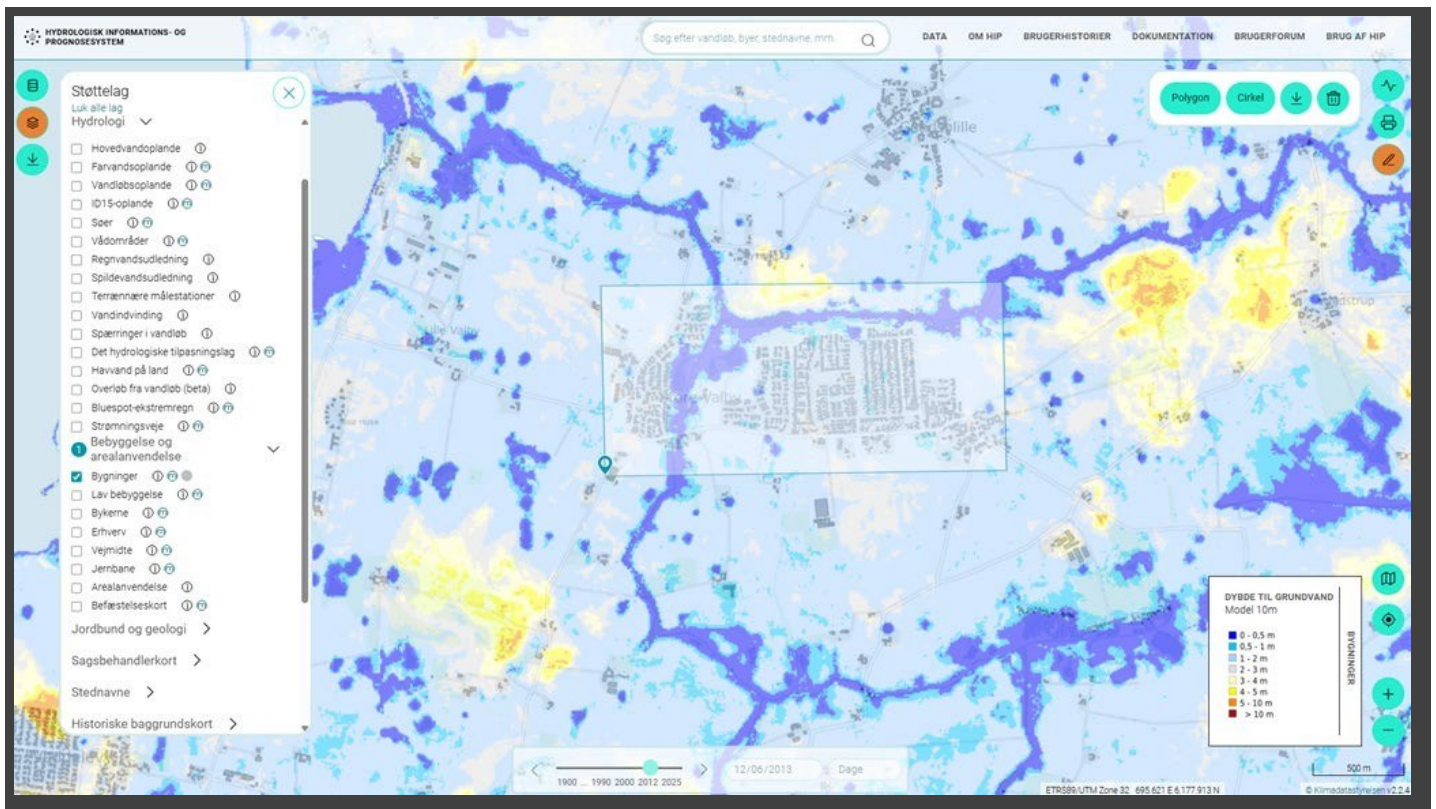 HYDROLOGISK INFORMATIONS- OG
PROGNOSESYSTEM
Søg efter vandløb, byer, stednavne, mm.
DATA
OM HIP
BRUGERHISTORIER
DOKUMENTATION
BRUGERFORUM
BRUG AF HIP
Støttelag
Luk alle lag
Hydrologi
Hovedvandoplande
Farvandsoplande
Vandløbsoplande
ID15-oplande
Søer
Vådområder
Regnvandsudledning
Spildevandsudledning
Terrænnære målestationer
Vandindvinding
Spærringer i vandløb
Det hydrologiske tilpasningslag
Havvand på land
Overløb fra vandløb (beta)
Bluespot-ekstremregn
Strømningsveje
1 Bebyggelse og
arealanvendelse
Bygninger
Lav bebyggelse
Bykerne
Erhverv
Vejmidte
Jernbane
Arealanvendelse
Befæstelseskort
Jordbund og geologi
Sagsbehandlerkort
Stednavne
Historiske baggrundskort
Polygon
Cirkel
Lille Valby
DYBDE TIL GRUNDVAND
Model 10m
0 - 0,5 m
0,5 - 1 m
1 - 2 m
2 - 3 m
3 - 4 m
4 - 5 m
5 - 10 m
> 10 m
BYGNINGER
1900 ... 1990 2000 2012 2025
12/06/2013
Dage
500 m
ETRS89/UTM Zone 32 695.621 E 6.177.913 N
© Klimadatastyrelsen v2.2.4